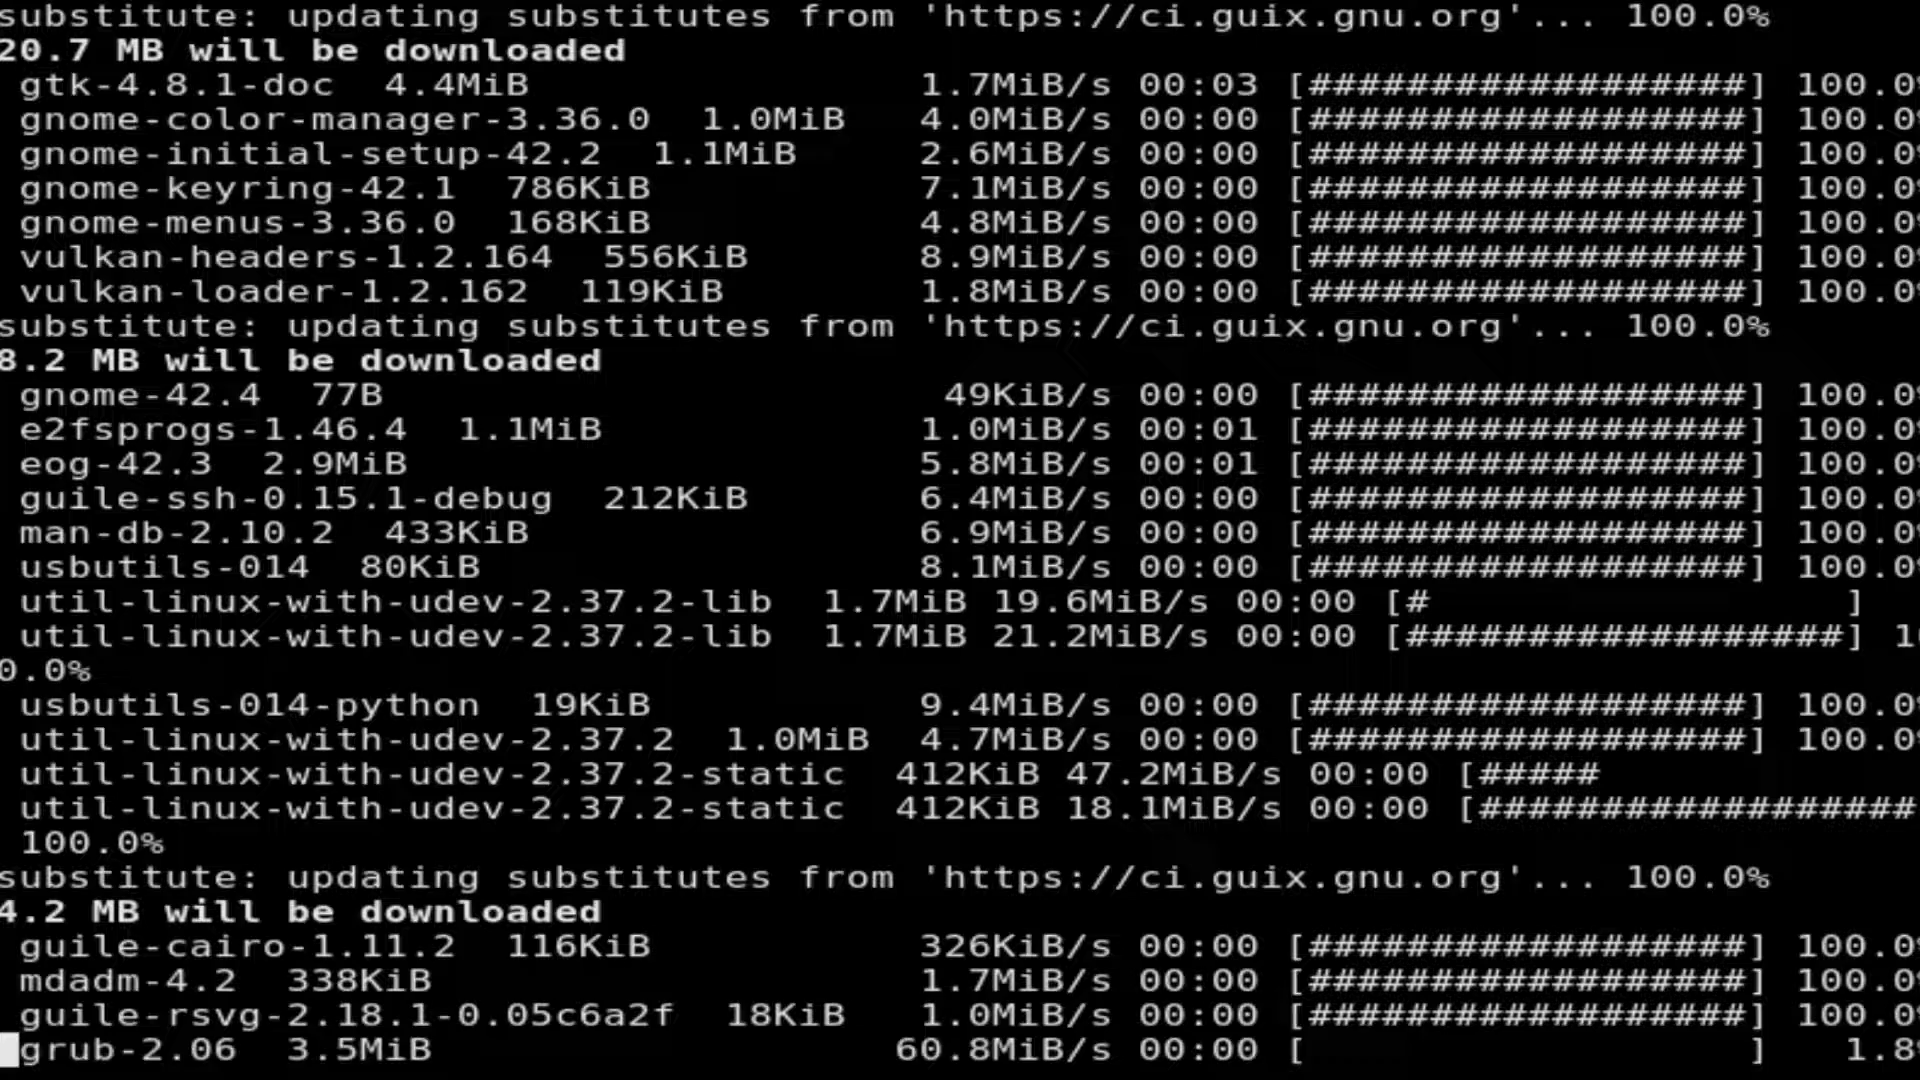 substitute: updating substitutes from 'https://ci.guix.gnu.org'... 100.0%
20.7 MB will be downloaded
gtk-4.8.1-doc  4.4MiB 1.7MiB/s 00:03 [##################] 100.0
gnome-color-manager-3.36.0  1.0MiB 4.0MiB/s 00:00 [##################] 100.0
gnome-initial-setup-42.2  1.1MiB 2.6MiB/s 00:00 [##################] 100.0
gnome-keyring-42.1  786KiB 7.1MiB/s 00:00 [##################] 100.0
gnome-menus-3.36.0  168KiB 4.8MiB/s 00:00 [##################] 100.0
vulkan-headers-1.2.164  556KiB 8.9MiB/s 00:00 [##################] 100.0
vulkan-loader-1.2.162  119KiB 1.8MiB/s 00:00 [##################] 100.0
substitute: updating substitutes from 'https://ci.guix.gnu.org'... 100.0%
8.2 MB will be downloaded
gnome-42.4  77B 49KiB/s 00:00 [##################] 100.0
e2fsprogs-1.46.4  1.1MiB 1.0MiB/s 00:01 [##################] 100.0
eog-42.3  2.9MiB 5.8MiB/s 00:01 [##################] 100.0
guile-ssh-0.15.1-debug  212KiB 6.4MiB/s 00:00 [##################] 100.0
man-db-2.10.2  433KiB 6.9MiB/s 00:00 [##################] 100.0
usbutils-014  80KiB 8.1MiB/s 00:00 [##################] 100.0
util-linux-with-udev-2.37.2-lib  1.7MiB 19.6MiB/s 00:00 [#                 ]
util-linux-with-udev-2.37.2-lib  1.7MiB 21.2MiB/s 00:00 [##################] 10
0.0%
usbutils-014-python  19KiB 9.4MiB/s 00:00 [##################] 100.0
util-linux-with-udev-2.37.2  1.0MiB 4.7MiB/s 00:00 [##################] 100.0
util-linux-with-udev-2.37.2-static  412KiB 47.2MiB/s 00:00 [#####
util-linux-with-udev-2.37.2-static  412KiB 18.1MiB/s 00:00 [##################
100.0%
substitute: updating substitutes from 'https://ci.guix.gnu.org'... 100.0%
4.2 MB will be downloaded
guile-cairo-1.11.2  116KiB 326KiB/s 00:00 [##################] 100.0
mdadm-4.2  338KiB 1.7MiB/s 00:00 [##################] 100.0
guile-rsvg-2.18.1-0.05c6a2f  18KiB 1.0MiB/s 00:00 [##################] 100.0
grub-2.06  3.5MiB 60.8MiB/s 00:00 [                  ] 1.8